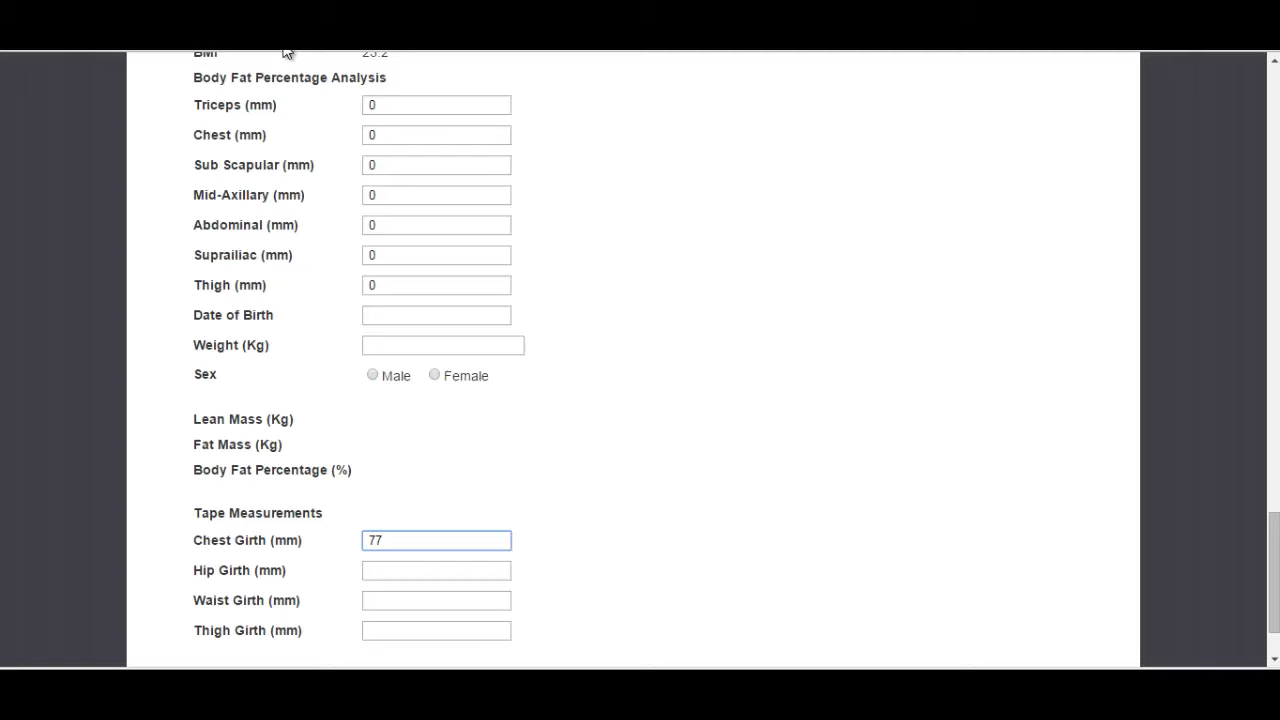 BMI 23.2
Body Fat Percentage Analysis
Triceps (mm) 0
Chest (mm) 0
Sub Scapular (mm) 0
Mid-Axillary (mm) 0
Abdominal (mm) 0
Suprailiac (mm) 0
Thigh (mm) 0
Date of Birth
Weight (Kg)
Sex Male Female
Lean Mass (Kg)
Fat Mass (Kg)
Body Fat Percentage (%)
Tape Measurements
Chest Girth (mm) 77
Hip Girth (mm)
Waist Girth (mm)
Thigh Girth (mm)